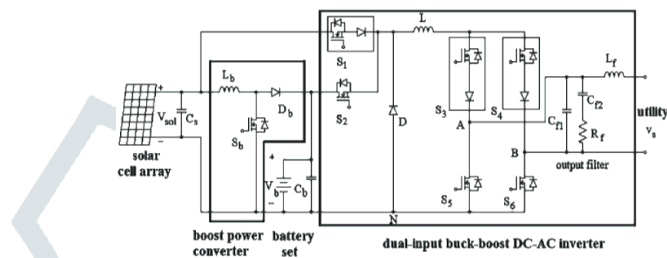 L
S1
Lb
Db
S2
S3
S4
Lf
+
Vsol
Cs
Sb
D
A
Cf1
Cf2
Rf
utility
vs
-
solar
cell array
+
Vb
Cb
-
B
output filter
S5
S6
N
boost power
converter
battery
set
dual-input buck-boost DC-AC inverter